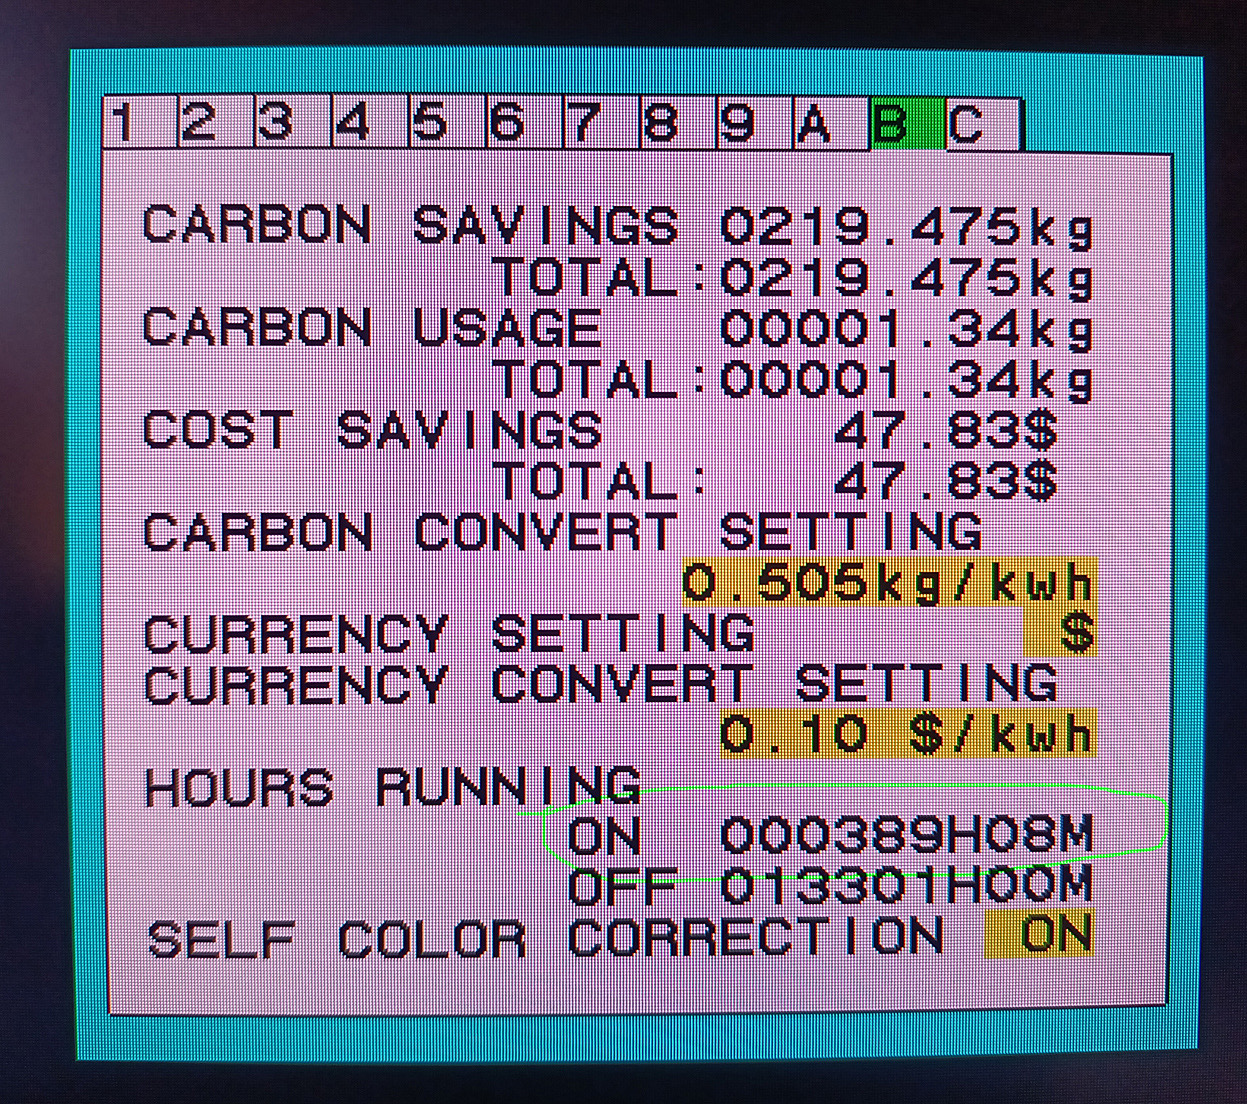 1 2 3 4 5 6 7 8 9 A B C
CARBON SAVINGS 0219.475kg
TOTAL:0219.475kg
CARBON USAGE 00001.34kg
TOTAL:00001.34kg
COST SAVINGS 47.83$
TOTAL: 47.83$
CARBON CONVERT SETTING
0.505kg/kwh
CURRENCY SETTING $
CURRENCY CONVERT SETTING
0.10 $/kwh
HOURS RUNNING
ON 000389H08M
OFF 013301H00M
SELF COLOR CORRECTION ON